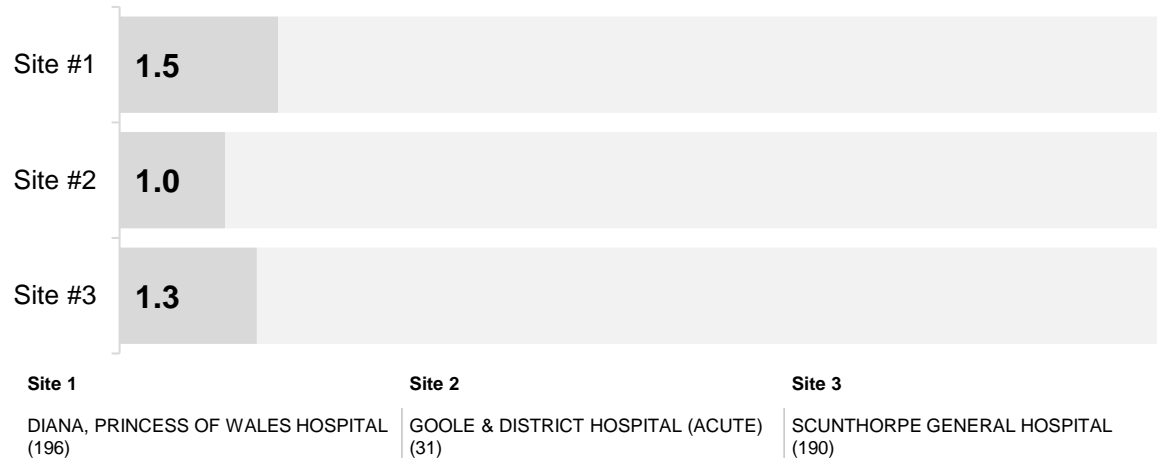 Site #1
1.5
Site #2
1.0
Site #3
1.3
Site 1
Site 2
Site 3
DIANA, PRINCESS OF WALES HOSPITAL
(196)
GOOLE & DISTRICT HOSPITAL (ACUTE)
(31)
SCUNTHORPE GENERAL HOSPITAL
(190)